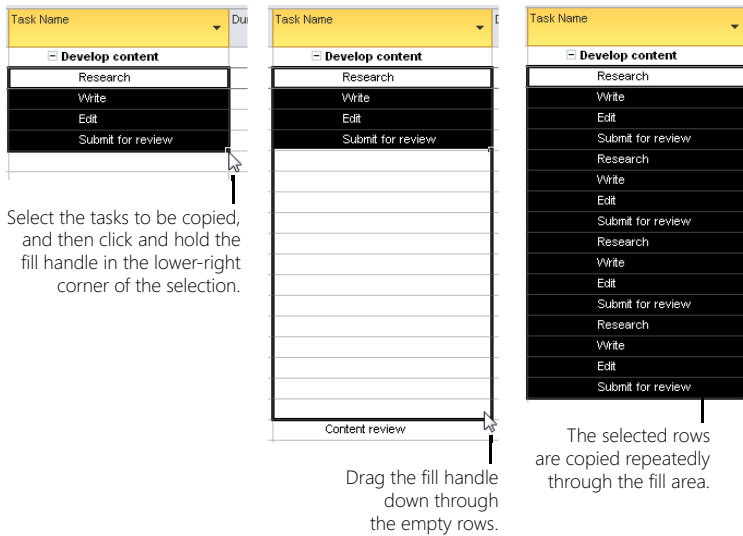 Task Name
Du
Develop content
Research
Write
Edit
Submit for review
Select the tasks to be copied,
and then click and hold the
fill handle in the lower-right
corner of the selection.
Task Name
D
Develop content
Research
Write
Edit
Submit for review
Content review
Drag the fill handle
down through
the empty rows.
Task Name
Develop content
Research
Write
Edit
Submit for review
Research
Write
Edit
Submit for review
Research
Write
Edit
Submit for review
Research
Write
Edit
Submit for review
The selected rows
are copied repeatedly
through the fill area.